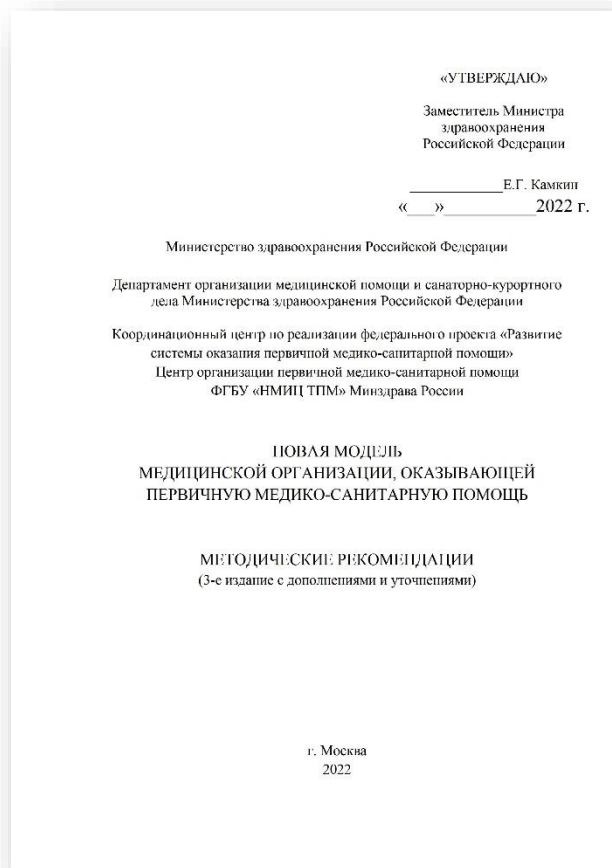 «УТВЕРЖДАЮ»
Заместитель Министра
здравоохранения
Российской Федерации
______________Е.Г. Камкин
«___»__________2022 г.
Министерство здравоохранения Российской Федерации
Департамент организации медицинской помощи и санаторно-курортного
дела Министерства здравоохранения Российской Федерации
Координационный центр по реализации федерального проекта «Развитие
системы оказания первичной медико-санитарной помощи»
Центр организации первичной медико-санитарной помощи
ФГБУ «НМИЦ ТПМ» Минздрава России
НОВАЯ МОДЕЛЬ
МЕДИЦИНСКОЙ ОРГАНИЗАЦИИ, ОКАЗЫВАЮЩЕЙ
ПЕРВИЧНУЮ МЕДИКО-САНИТАРНУЮ ПОМОЩЬ
МЕТОДИЧЕСКИЕ РЕКОМЕНДАЦИИ
(3-е издание с дополнениями и уточнениями)
г. Москва
2022